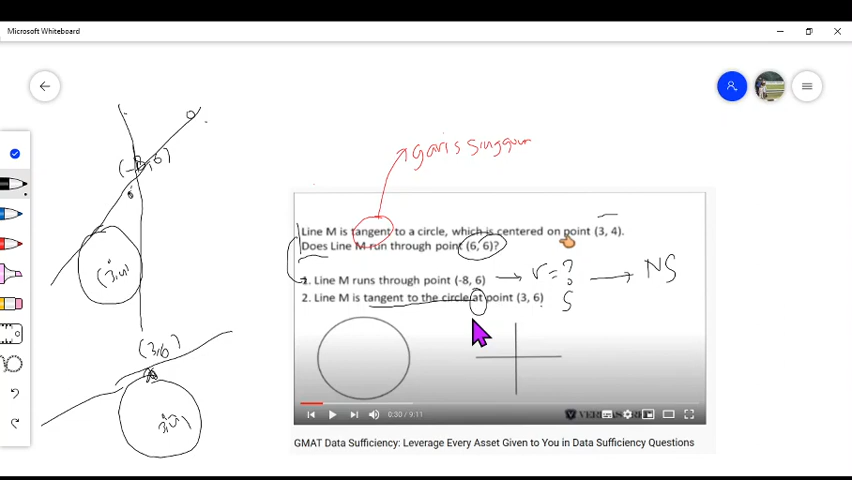 Microsoft Whiteboard
(-8,6)
garis singgung
Line M is tangent to a circle, which is centered on point (3, 4).
Does Line M run through point (6, 6)?
1. Line M runs through point (-8, 6)
r = ?
NS
2. Line M is tangent to the circle at point (3, 6)
S
(3,4)
(3,6)
0:30 / 9:11
GMAT Data Sufficiency: Leverage Every Asset Given to You in Data Sufficiency Questions